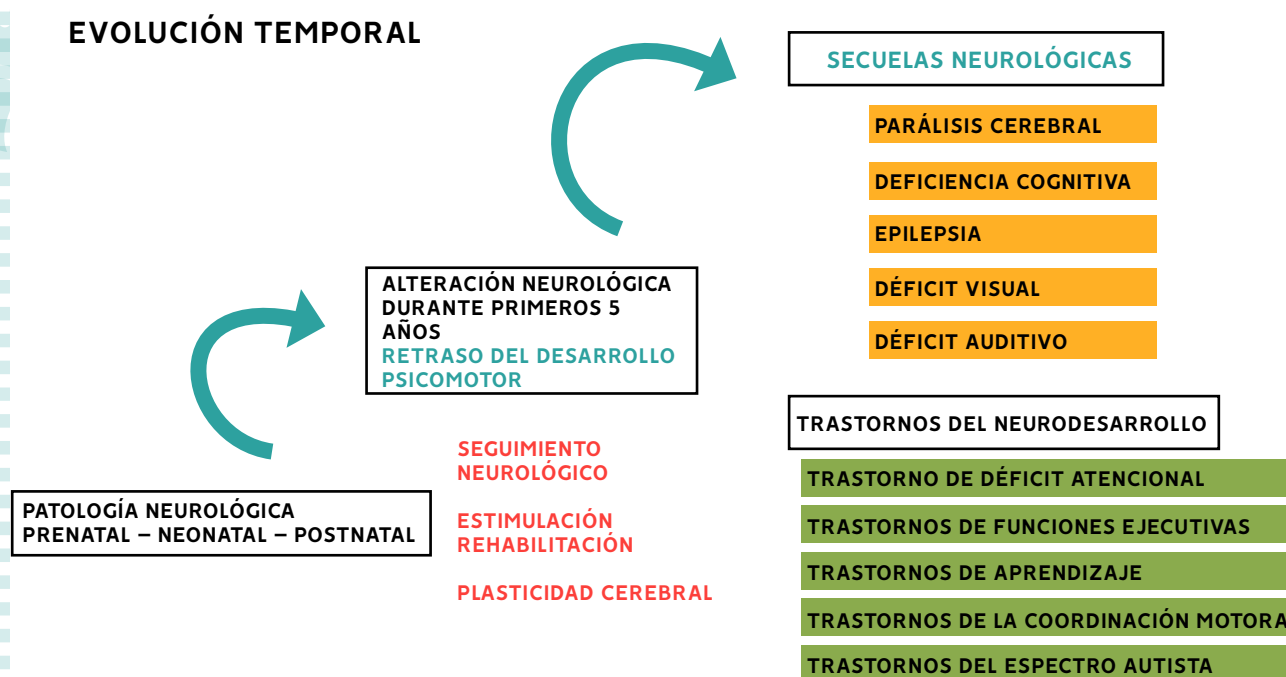 EVOLUCIÓN TEMPORAL
PATOLOGÍA NEUROLÓGICA
PRENATAL – NEONATAL – POSTNATAL
ALTERACIÓN NEUROLÓGICA
DURANTE PRIMEROS 5
AÑOS
RETRASO DEL DESARROLLO
PSICOMOTOR
SEGUIMIENTO
NEUROLÓGICO
ESTIMULACIÓN
REHABILITACIÓN
PLASTICIDAD CEREBRAL
SECUELAS NEUROLÓGICAS
PARÁLISIS CEREBRAL
DEFICIENCIA COGNITIVA
EPILEPSIA
DÉFICIT VISUAL
DÉFICIT AUDITIVO
TRASTORNOS DEL NEURODESARROLLO
TRASTORNO DE DÉFICIT ATENCIONAL
TRASTORNOS DE FUNCIONES EJECUTIVAS
TRASTORNOS DE APRENDIZAJE
TRASTORNOS DE LA COORDINACIÓN MOTORA
TRASTORNOS DEL ESPECTRO AUTISTA